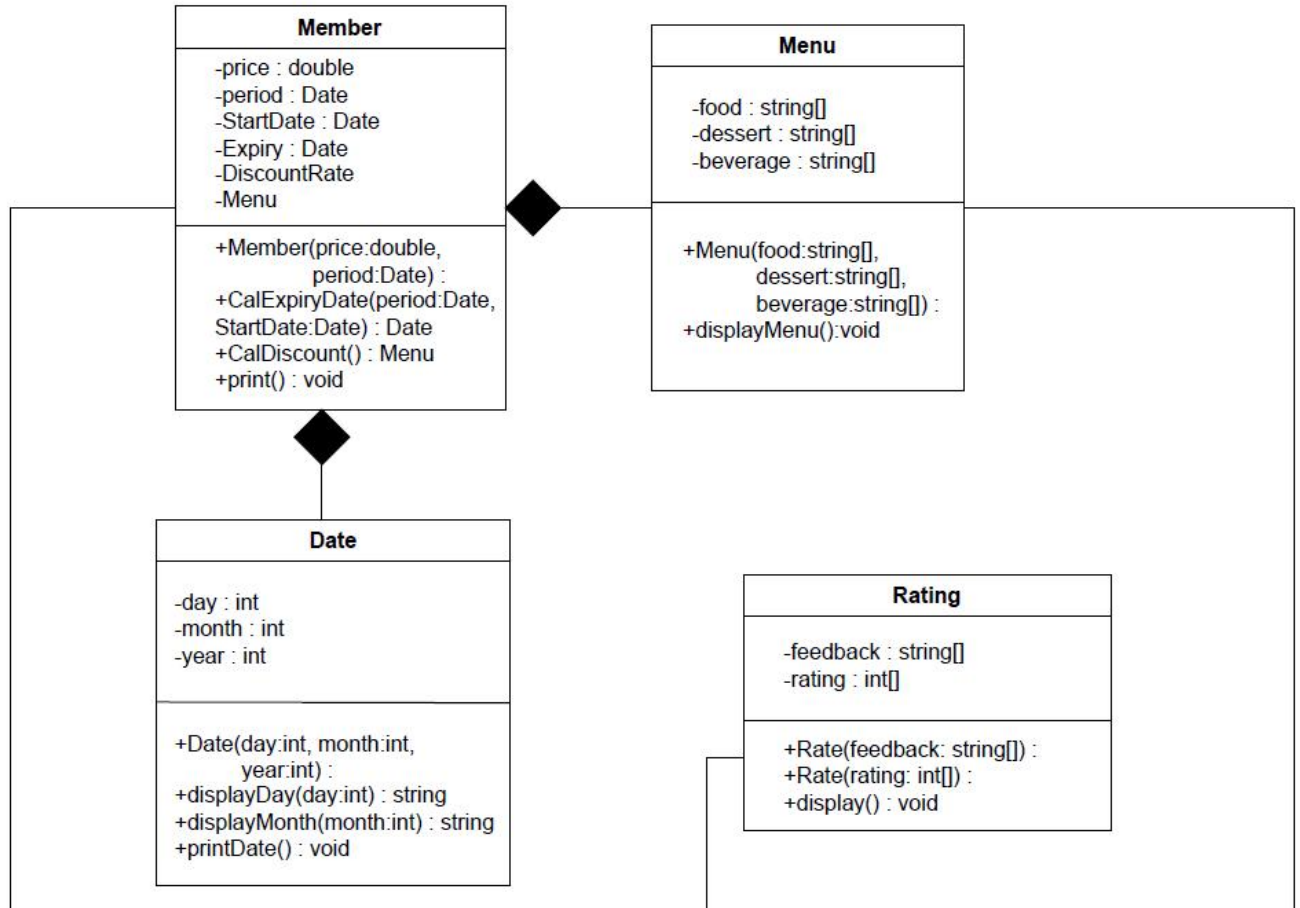 Member
-price : double
-period : Date
-StartDate : Date
-Expiry : Date
-DiscountRate
-Menu
+Member(price:double,
period:Date) :
+CalExpiryDate(period:Date,
StartDate:Date) : Date
+CalDiscount() : Menu
+print() : void
Menu
-food : string[]
-dessert : string[]
-beverage : string[]
+Menu(food:string[],
dessert:string[],
beverage:string[]) :
+displayMenu():void
Date
-day : int
-month : int
-year : int
+Date(day:int, month:int,
year:int) :
+displayDay(day:int) : string
+displayMonth(month:int) : string
+printDate() : void
Rating
-feedback : string[]
-rating : int[]
+Rate(feedback: string[]) :
+Rate(rating: int[]) :
+display() : void